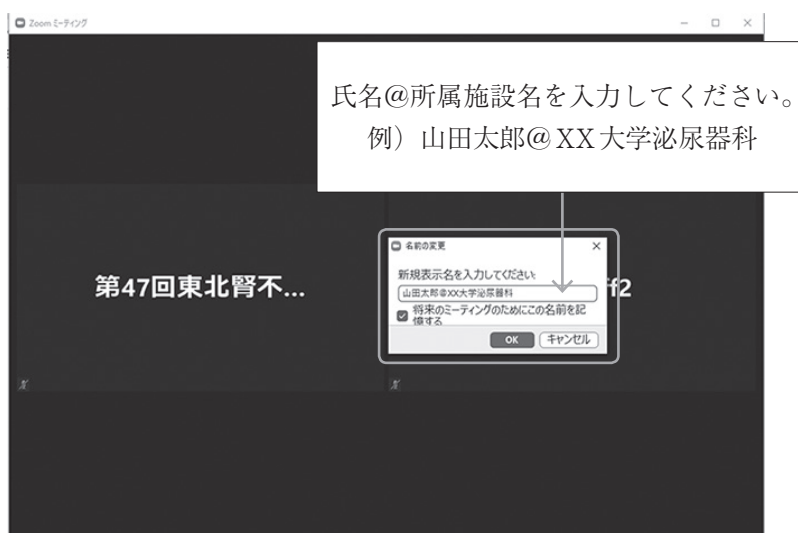 Zoom ミーティング
氏名@所属施設名を入力してください。
例）山田太郎@XX大学泌尿器科
名前の変更
新規表示名を入力してください:
山田太郎@XX大学泌尿器科
将来のミーティングのためにこの名前を記
憶する
OK キャンセル
第47回東北腎不...
ff2